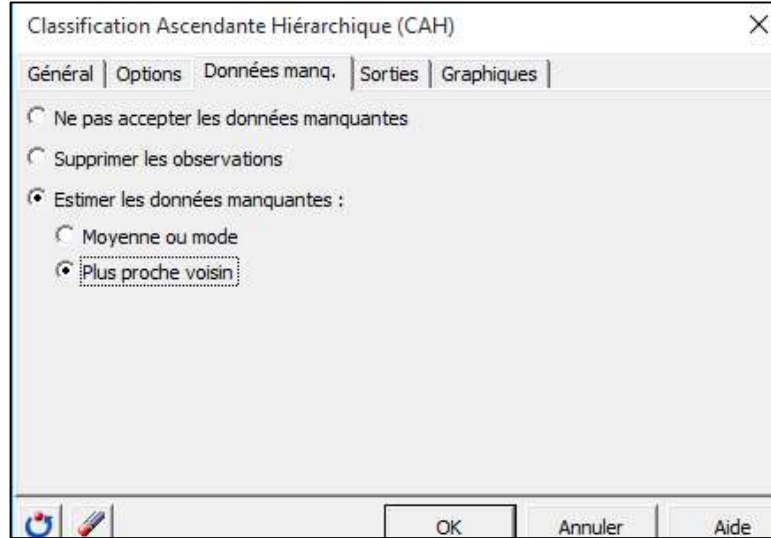 Classification Ascendante Hiérarchique (CAH)
Général Options Données manq. Sorties Graphiques
Ne pas accepter les données manquantes
Supprimer les observations
Estimer les données manquantes :
Moyenne ou mode
Plus proche voisin
OK Annuler Aide